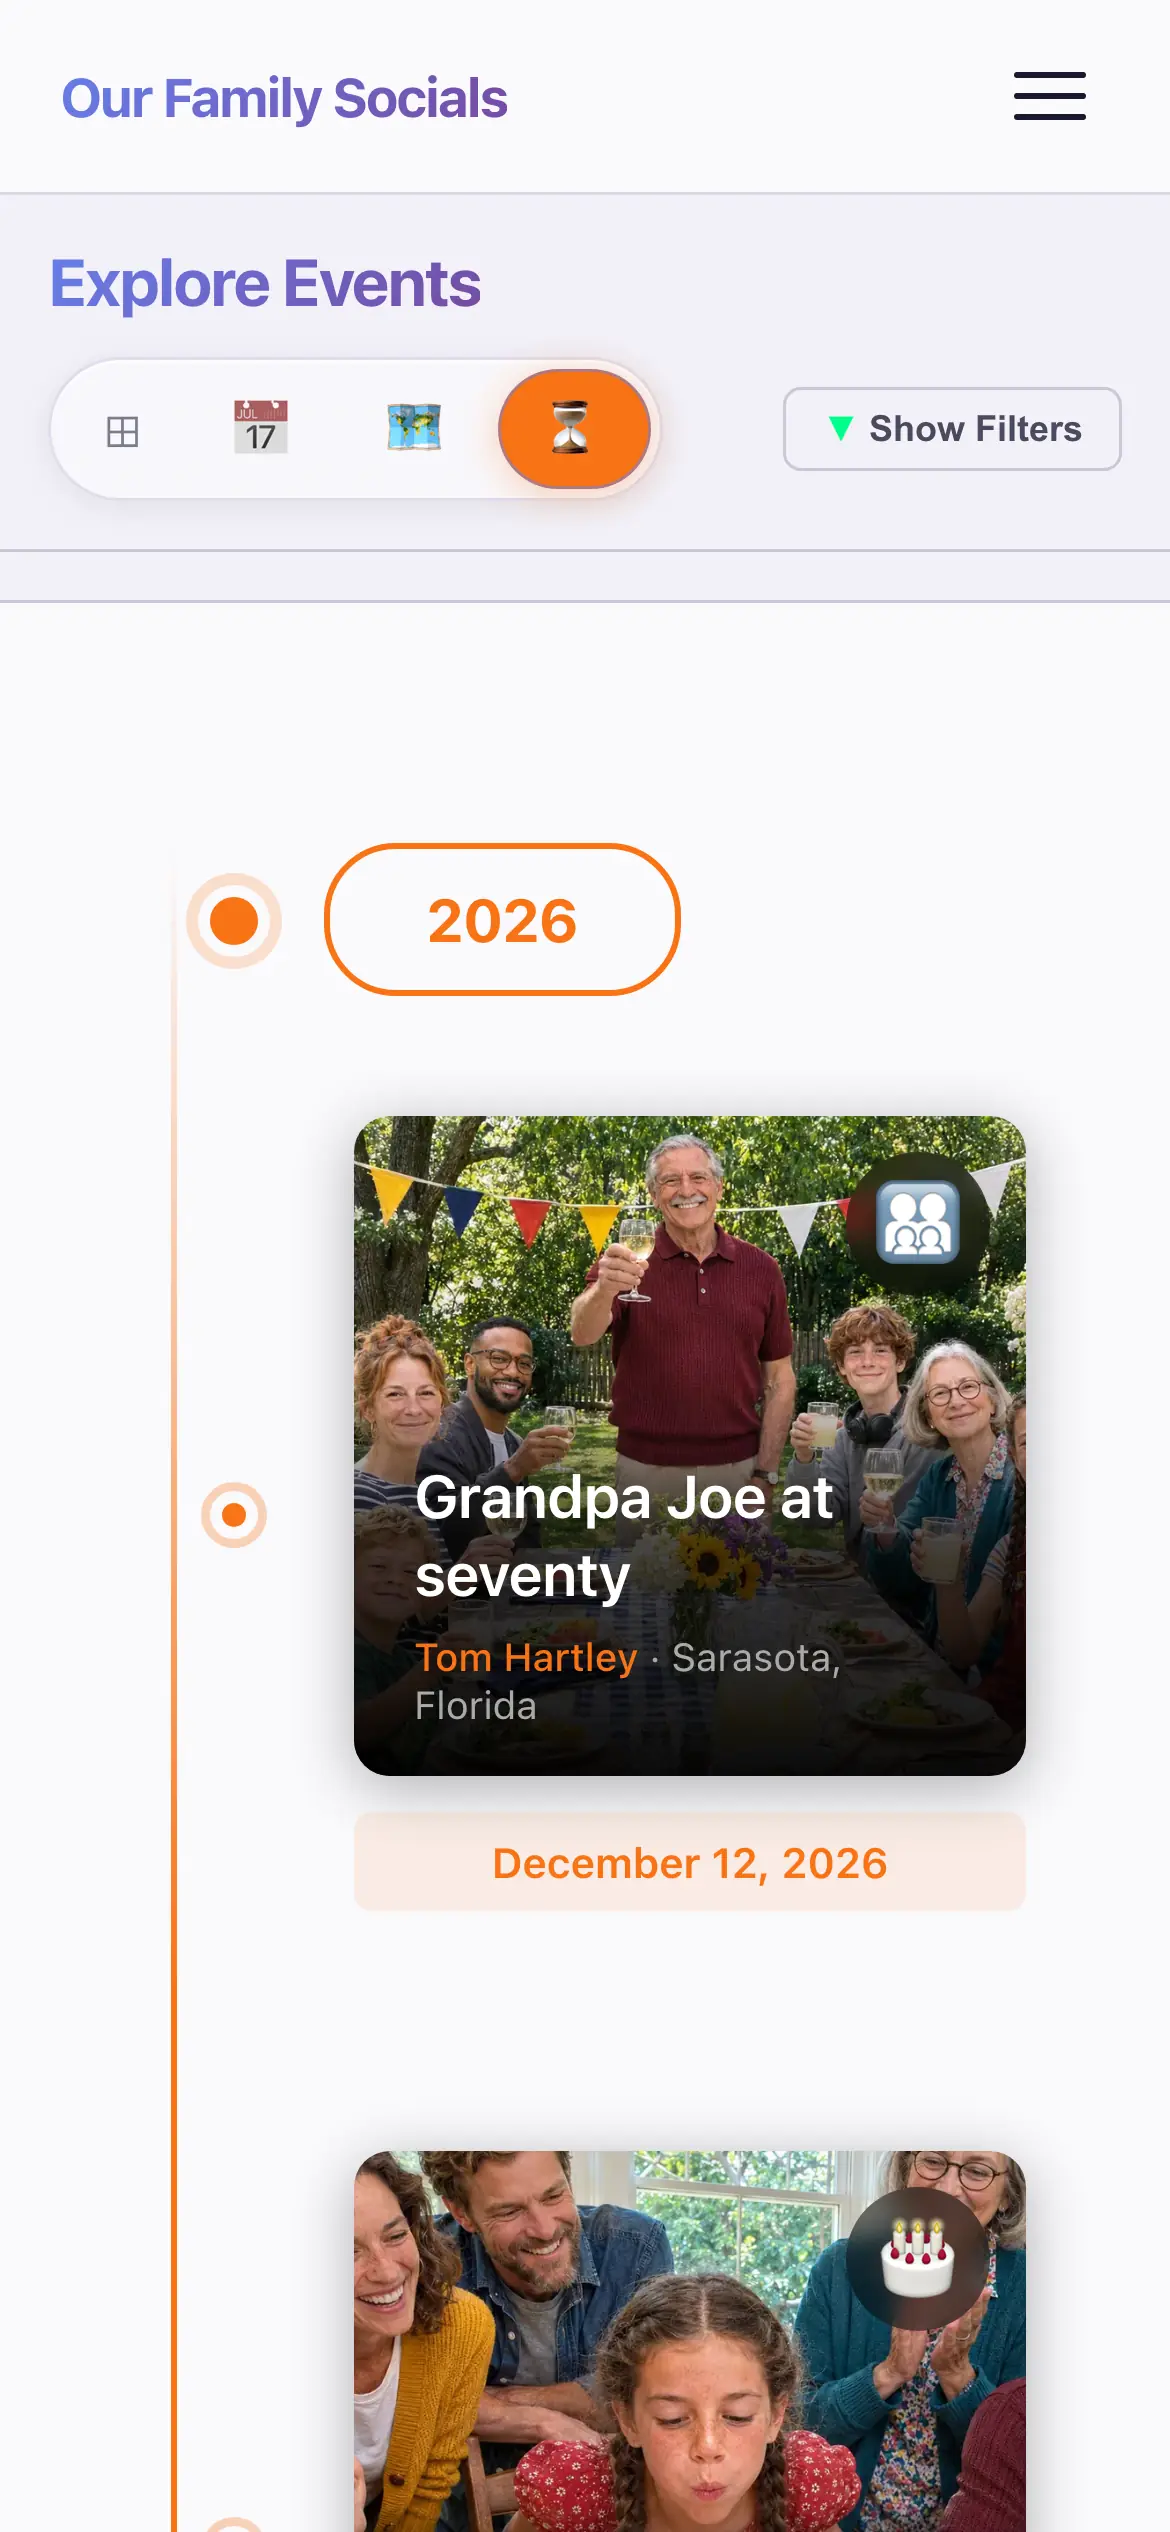 Our Family Socials
Explore Events
JUL
17
▼ Show Filters
2026
Grandpa Joe at
seventy
Tom Hartley · Sarasota,
Florida
December 12, 2026